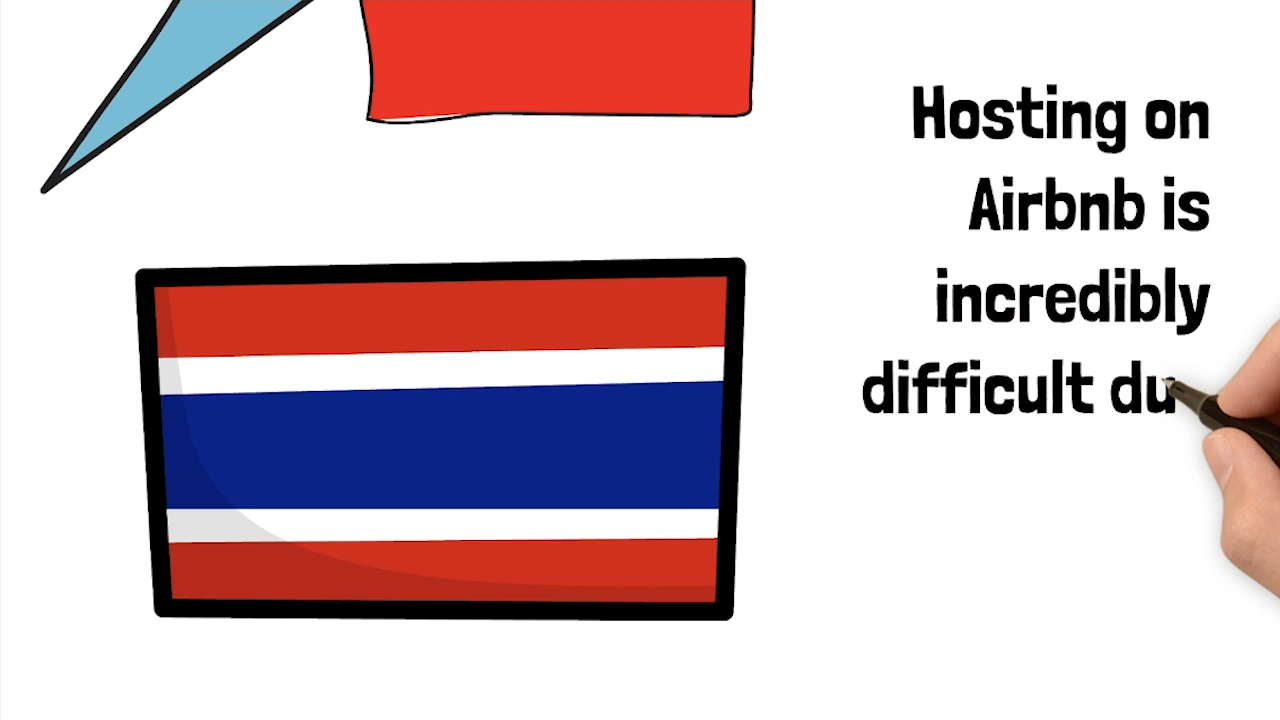 Hosting on
Airbnb is
incredibly
difficult du